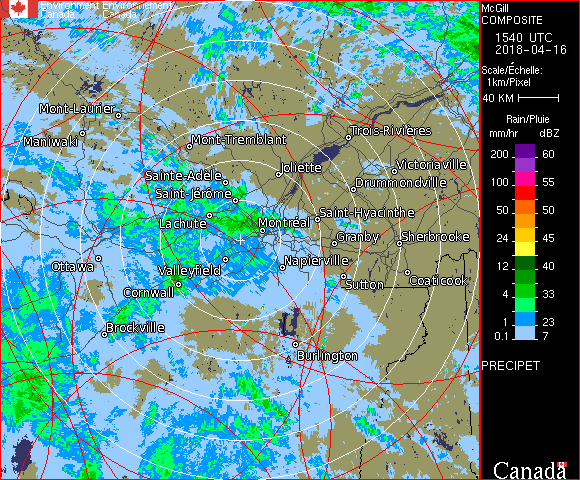 Environment Environnement
Canada Canada
McGill
COMPOSITE
1540 UTC
2018-04-16
Scale/Échelle:
1km/Pixel
40 KM
Rain/Pluie
mm/hr dBZ
200 60
100 55
50 50
24 45
12 40
4 33
1 23
0.1 7
PRECIPET
Canada
Mont-Laurier
Maniwaki
Mont-Tremblant
Trois-Rivières
Joliette
Victoriaville
Sainte-Adèle
Drummondville
Saint-Jérôme
Lachute
Saint-Hyacinthe
Montréal
Granby
Sherbrooke
Ottawa
Valleyfield
Napierville
Coaticook
Sutton
Cornwall
Brockville
Burlington